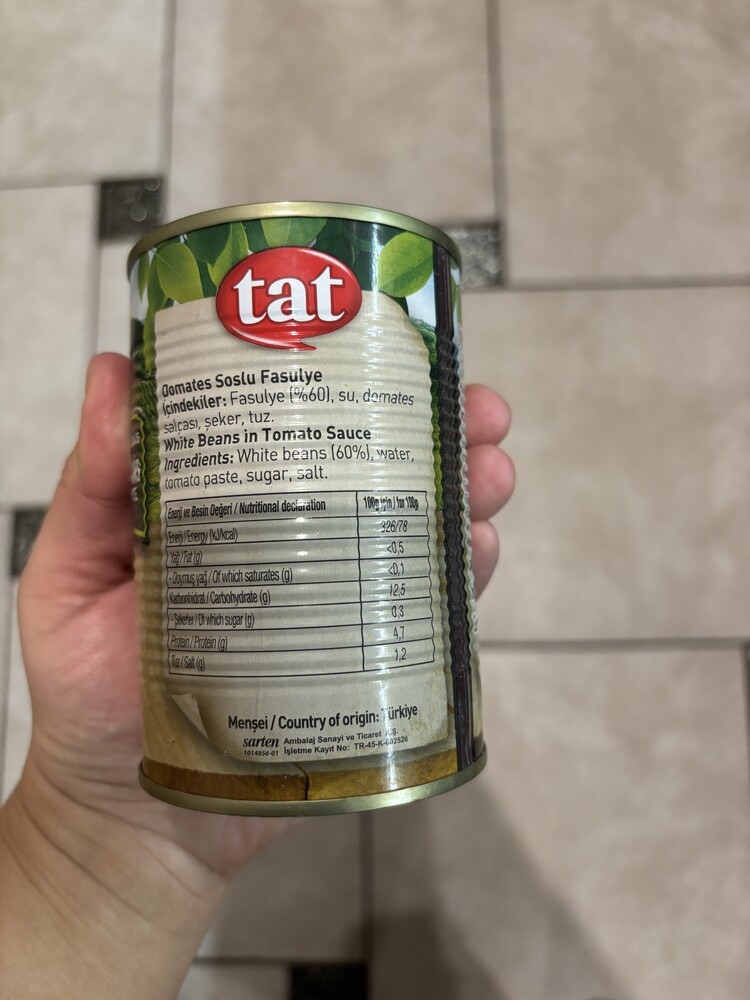 tat
Domates Soslu Fasulye
İçindekiler: Fasulye (%60), su, domates
salçası, şeker, tuz.
White Beans in Tomato Sauce
Ingredients: White beans (60%), water,
tomato paste, sugar, salt.
Enerji ve Besin Değeri / Nutritional declaration 100g için / for 100g
Enerji / Energy (kJ/kcal) 326/78
Yağ / Fat (g) <0,5
- Doymuş yağ / Of which saturates (g) <0,1
Karbonhidrat / Carbohydrate (g) 12,5
- Şekerler / Of which sugar (g) 0,3
Protein / Protein (g) 4,7
Tuz / Salt (g) 1,2
Menşei / Country of origin: Türkiye
sarten Ambalaj Sanayi ve Ticaret A.Ş.
1014956-01 İşletme Kayıt No: TR-45-K-002526